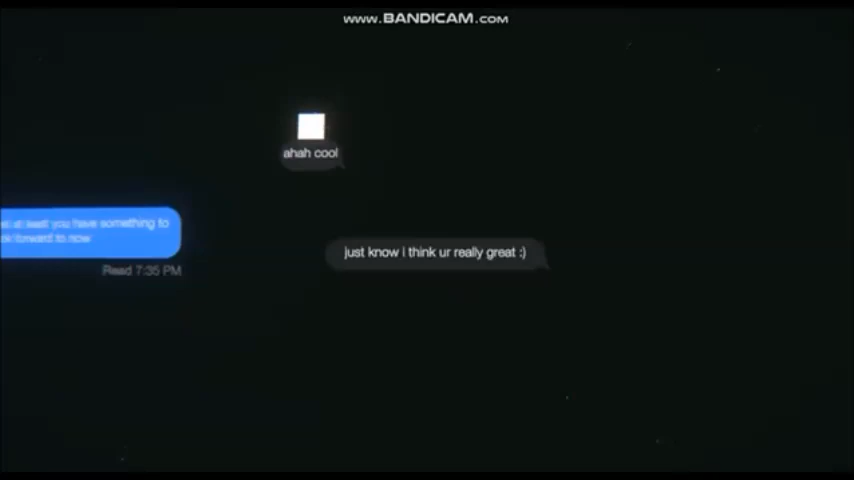 www.BANDICAM.com
ahah cool
at least you have something to
forward to now
Read 7:35 PM
just know i think ur really great :)